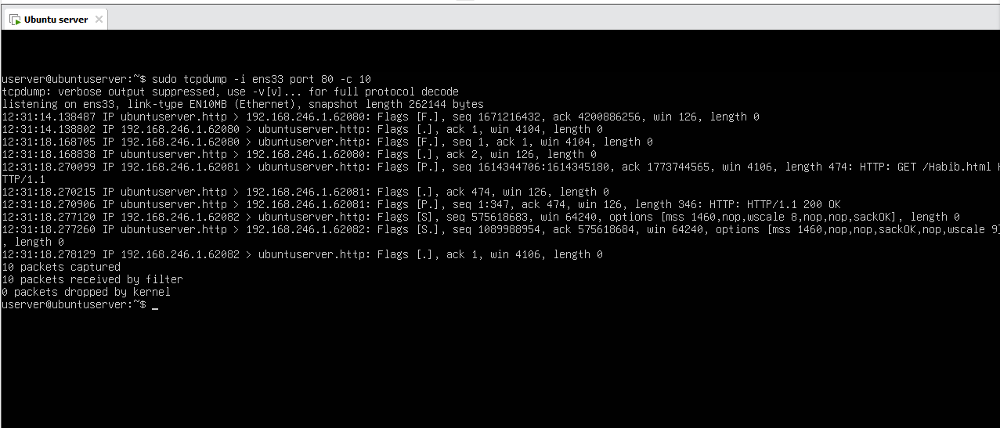 Ubuntu server
userver@ubuntuserver:~$ sudo tcpdump -i ens33 port 80 -c 10
tcpdump: verbose output suppressed, use -v[v]... for full protocol decode
listening on ens33, link-type EN10MB (Ethernet), snapshot length 262144 bytes
12:31:14.138487 IP ubuntuserver.http > 192.168.246.1.62080: Flags [F.], seq 1671216432, ack 4200886256, win 126, length 0
12:31:14.138802 IP 192.168.246.1.62080 > ubuntuserver.http: Flags [.], ack 1, win 4104, length 0
12:31:18.168705 IP 192.168.246.1.62080 > ubuntuserver.http: Flags [F.], seq 1, ack 1, win 4104, length 0
12:31:18.168838 IP ubuntuserver.http > 192.168.246.1.62080: Flags [.], ack 2, win 126, length 0
12:31:18.270099 IP 192.168.246.1.62081 > ubuntuserver.http: Flags [P.], seq 1614344706:1614345180, ack 1773744565, win 4106, length 474: HTTP: GET /Habib.html H
TTP/1.1
12:31:18.270215 IP ubuntuserver.http > 192.168.246.1.62081: Flags [.], ack 474, win 126, length 0
12:31:18.270906 IP ubuntuserver.http > 192.168.246.1.62081: Flags [P.], seq 1:347, ack 474, win 126, length 346: HTTP: HTTP/1.1 200 OK
12:31:18.277120 IP 192.168.246.1.62082 > ubuntuserver.http: Flags [S], seq 575618683, win 64240, options [mss 1460,nop,wscale 8,nop,nop,sackOK], length 0
12:31:18.277260 IP ubuntuserver.http > 192.168.246.1.62082: Flags [S.], seq 1089988954, ack 575618684, win 64240, options [mss 1460,nop,nop,sackOK,nop,wscale 9]
, length 0
12:31:18.278129 IP 192.168.246.1.62082 > ubuntuserver.http: Flags [.], ack 1, win 4106, length 0
10 packets captured
10 packets received by filter
0 packets dropped by kernel
userver@ubuntuserver:~$ _